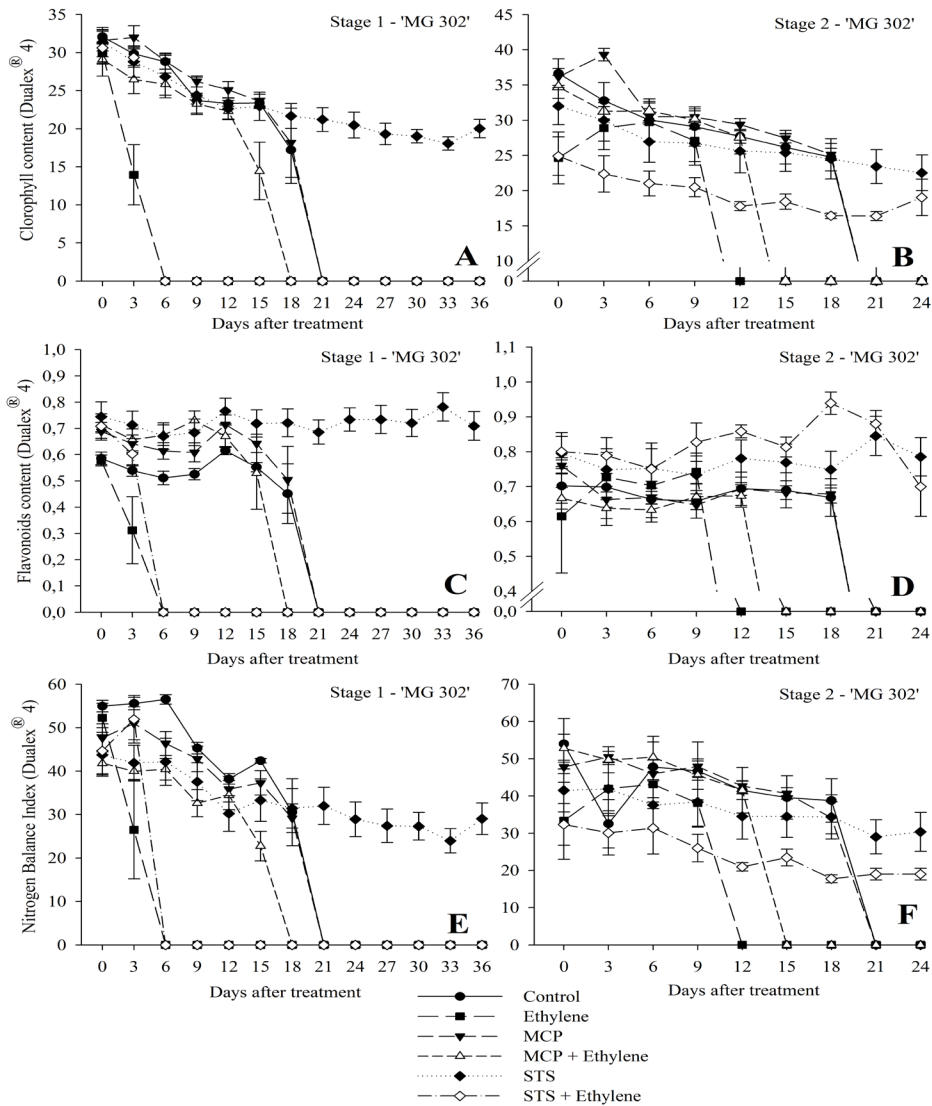 Stage 1 - 'MG 302'
A
Clorophyll content (Dualex® 4)
35
30
25
20
15
10
5
0
0 3 6 9 12 15 18 21 24 27 30 33 36
Days after treatment
Stage 2 - 'MG 302'
B
45
40
35
30
25
20
15
10
0
0 3 6 9 12 15 18 21 24
Days after treatment
Stage 1 - 'MG 302'
C
Flavonoids content (Dualex® 4)
1,0
0,9
0,8
0,7
0,6
0,5
0,4
0,3
0,2
0,1
0,0
0 3 6 9 12 15 18 21 24 27 30 33 36
Days after treatment
Stage 2 - 'MG 302'
D
1,1
1,0
0,9
0,8
0,7
0,6
0,5
0,4
0,0
0 3 6 9 12 15 18 21 24
Days after treatment
Stage 1 - 'MG 302'
E
Nitrogen Balance Index (Dualex® 4)
60
50
40
30
20
10
0
0 3 6 9 12 15 18 21 24 27 30 33 36
Days after treatment
Stage 2 - 'MG 302'
F
70
60
50
40
30
20
10
0
0 3 6 9 12 15 18 21 24
Days after treatment
Control
Ethylene
MCP
MCP + Ethylene
STS
STS + Ethylene